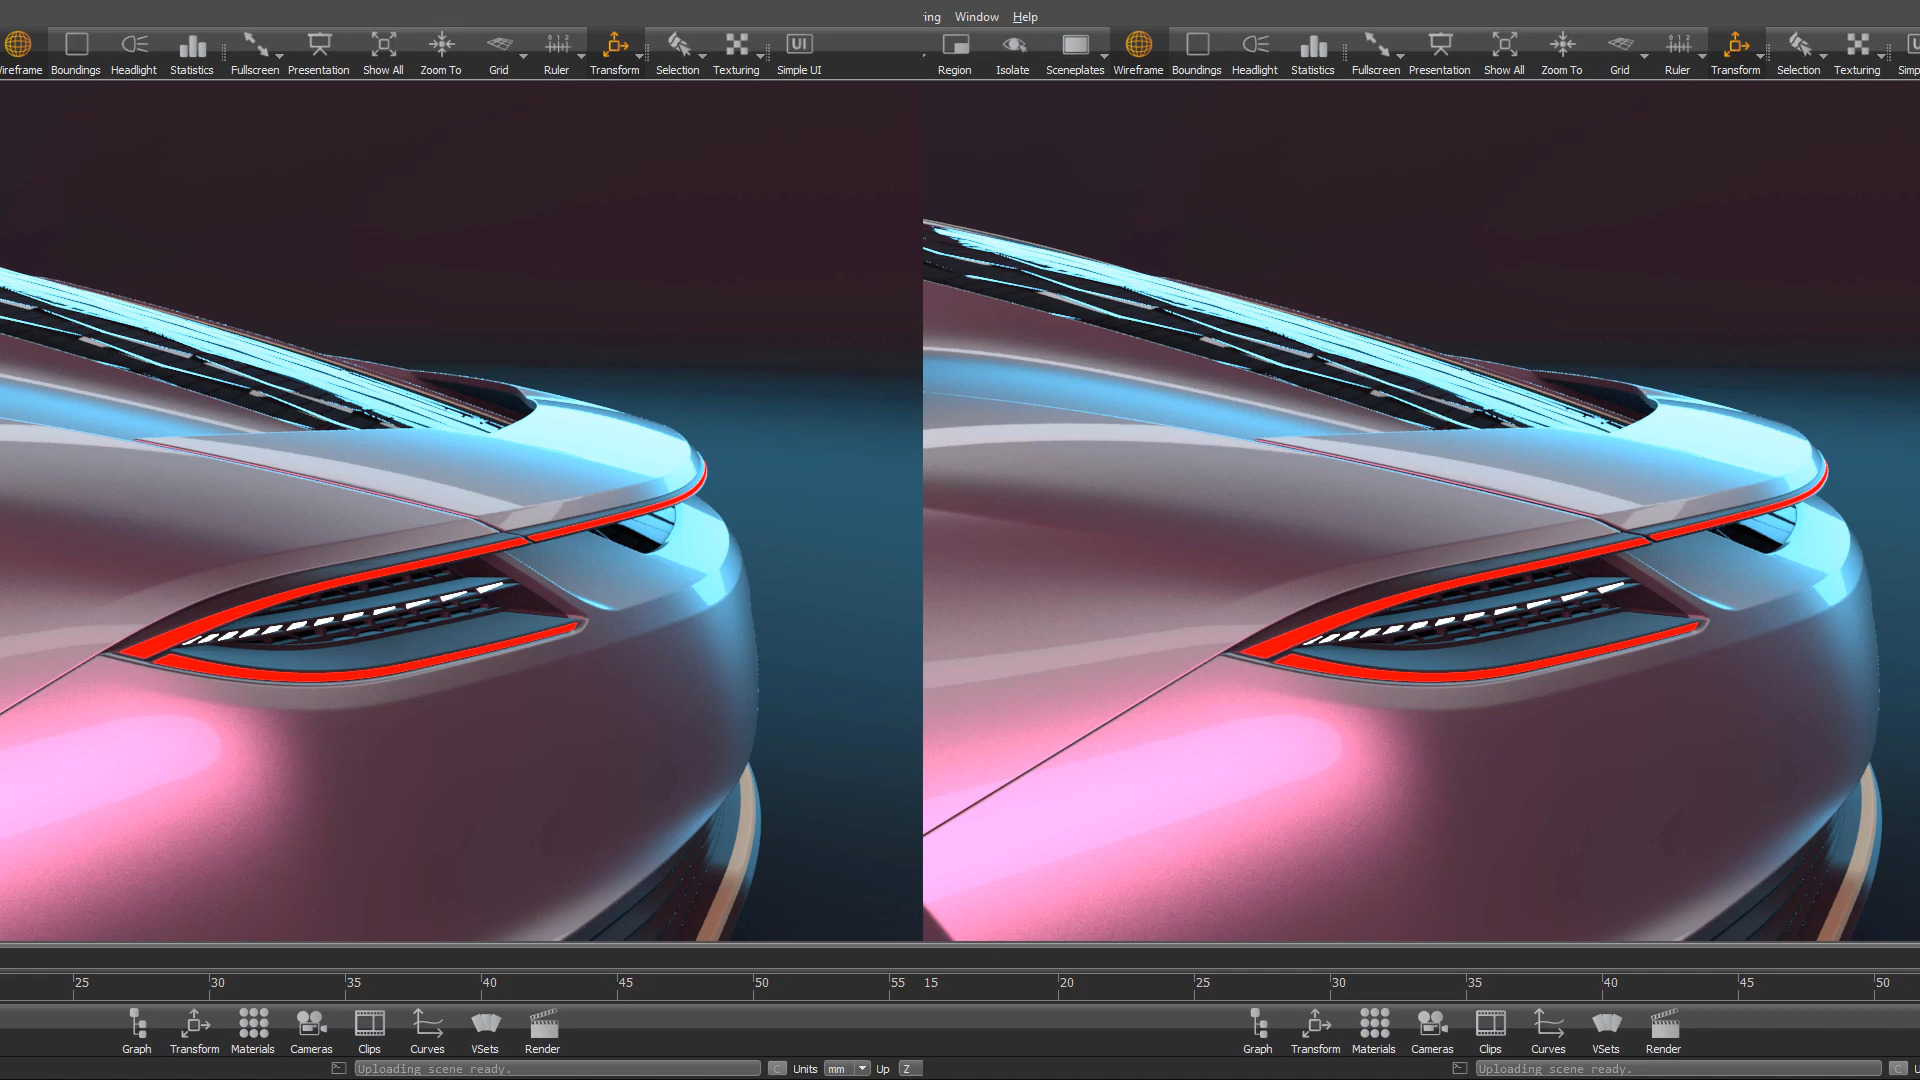 ring Window Help
ireframe Boundings Headlight Statistics Fullscreen Presentation Show All Zoom To Grid Ruler Transform Selection Texturing UI Simple UI
Region Isolate Sceneplates Wireframe Boundings Headlight Statistics Fullscreen Presentation Show All Zoom To Grid Ruler Transform Selection Texturing Simp
25 30 35 40 45 50 55
15 20 25 30 35 40 45 50
Graph Transform Materials Cameras Clips Curves VSets Render
Graph Transform Materials Cameras Clips Curves VSets Render
Uploading scene ready. C Units mm Up Z
Uploading scene ready. C U